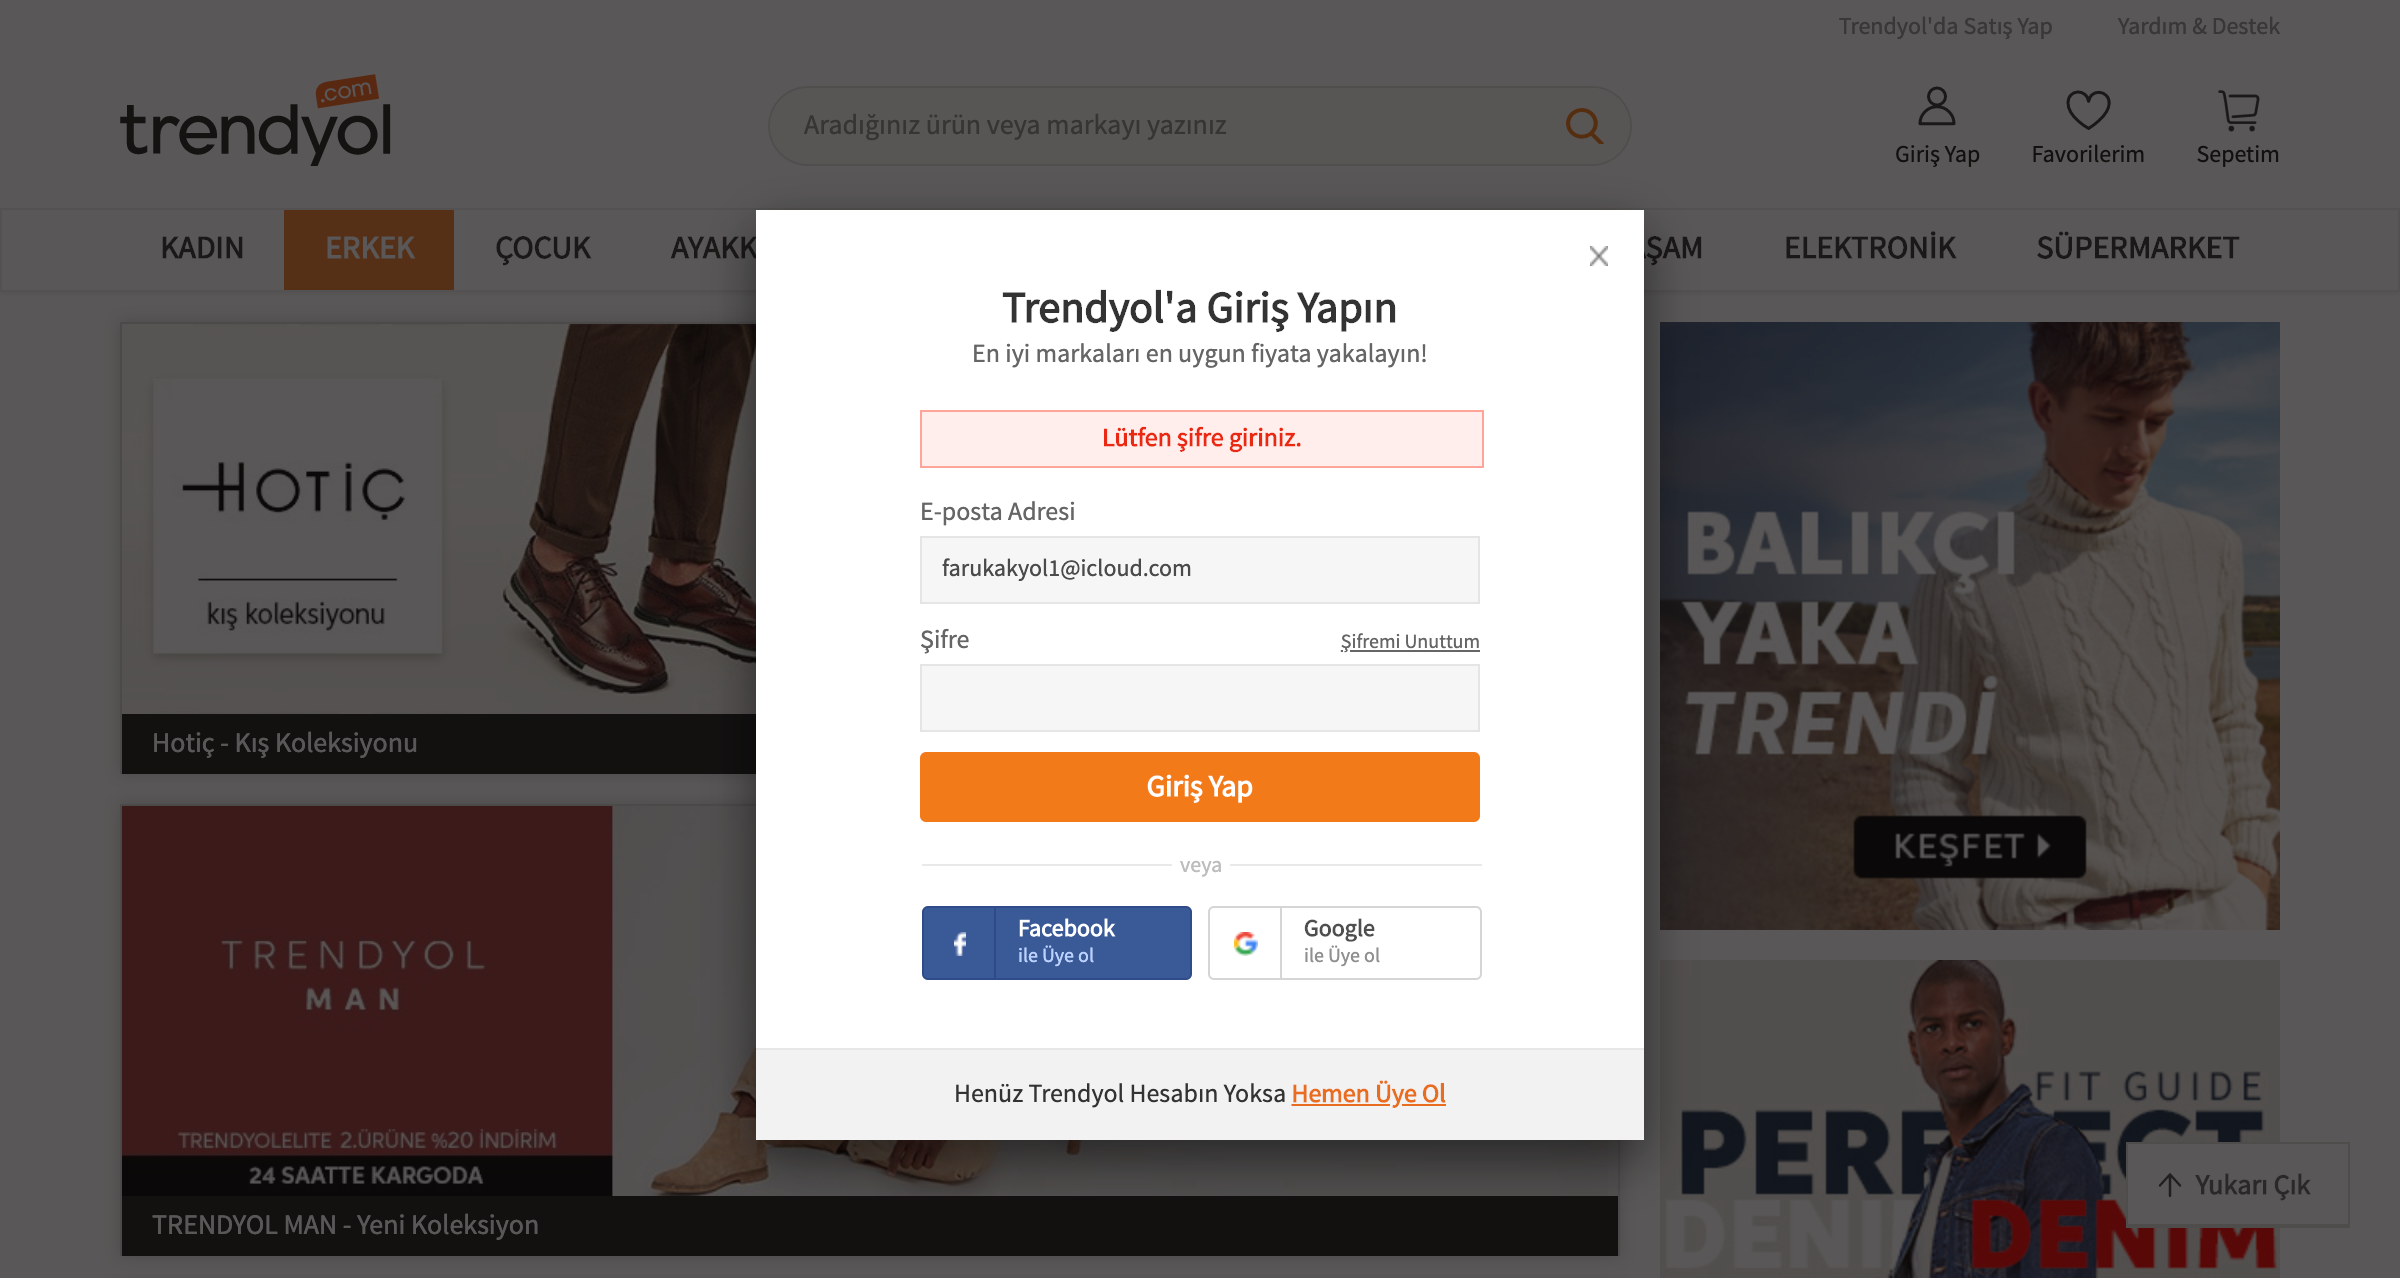 Trendyol'da Satış Yap
Yardım & Destek
trendyol
.com
Aradığınız ürün veya markayı yazınız
Giriş Yap
Favorilerim
Sepetim
KADIN
ERKEK
ÇOCUK
AYAKK
ŞAM
ELEKTRONİK
SÜPERMARKET
HOTİÇ
kış koleksiyonu
Hotiç - Kış Koleksiyonu
TRENDYOL
MAN
TRENDYOLELITE 2.ÜRÜNE %20 İNDİRİM
24 SAATTE KARGODA
TRENDYOL MAN - Yeni Koleksiyon
Trendyol'a Giriş Yapın
En iyi markaları en uygun fiyata yakalayın!
Lütfen şifre giriniz.
E-posta Adresi
farukakyol1@icloud.com
Şifre
Şifremi Unuttum
Giriş Yap
veya
Facebook
ile Üye ol
Google
ile Üye ol
Henüz Trendyol Hesabın Yoksa Hemen Üye Ol
BALIKÇI
YAKA
TRENDİ
KEŞFET
FIT GUIDE
PERFECT
DENIM DENIM
Yukarı Çık